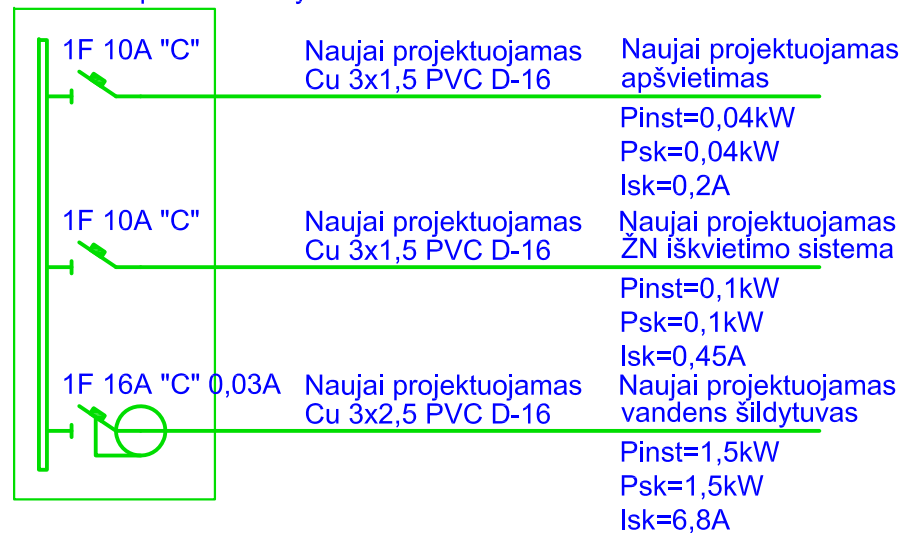 1F 10A "C"
Naujai projektuojamas
Cu 3x1,5 PVC D-16
Naujai projektuojamas
apšvietimas
Pinst=0,04kW
Psk=0,04kW
Isk=0,2A
1F 10A "C"
Naujai projektuojamas
Cu 3x1,5 PVC D-16
Naujai projektuojamas
ŽN iškvietimo sistema
Pinst=0,1kW
Psk=0,1kW
Isk=0,45A
1F 16A "C" 0,03A
Naujai projektuojamas
Cu 3x2,5 PVC D-16
Naujai projektuojamas
vandens šildytuvas
Pinst=1,5kW
Psk=1,5kW
Isk=6,8A